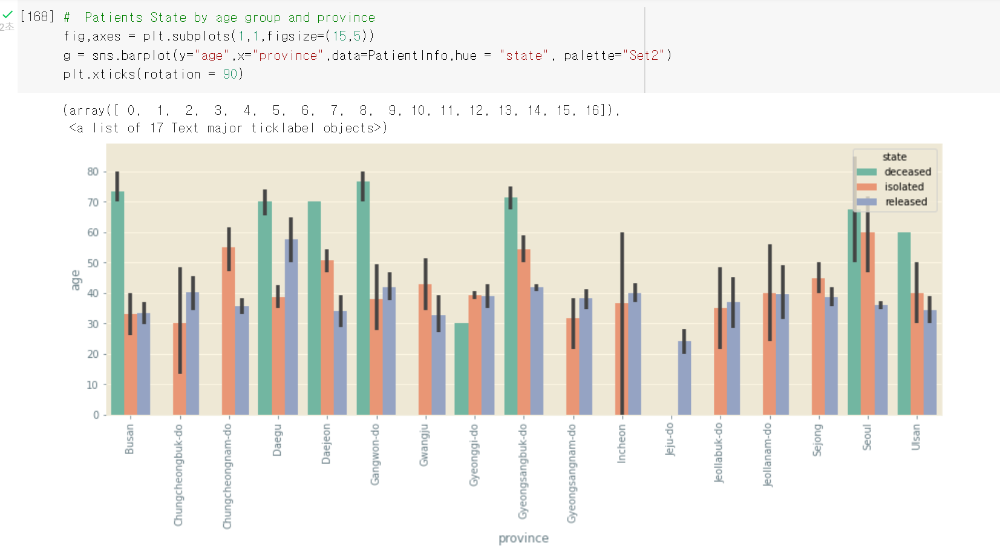 [168] #  Patients State by age group and province
2초
fig,axes = plt.subplots(1,1,figsize=(15,5))
g = sns.barplot(y="age",x="province",data=PatientInfo,hue = "state", palette="Set2")
plt.xticks(rotation = 90)
(array([ 0,  1,  2,  3,  4,  5,  6,  7,  8,  9, 10, 11, 12, 13, 14, 15, 16]),
<a list of 17 Text major ticklabel objects>)
state
deceased
isolated
released
80
70
60
50
40
30
20
10
0
age
Busan
Chungcheongbuk-do
Chungcheongnam-do
Daegu
Daejeon
Gangwon-do
Gwangju
Gyeonggi-do
Gyeongsangbuk-do
Gyeongsangnam-do
Incheon
Jeju-do
Jeollabuk-do
Jeollanam-do
Sejong
Seoul
Ulsan
province